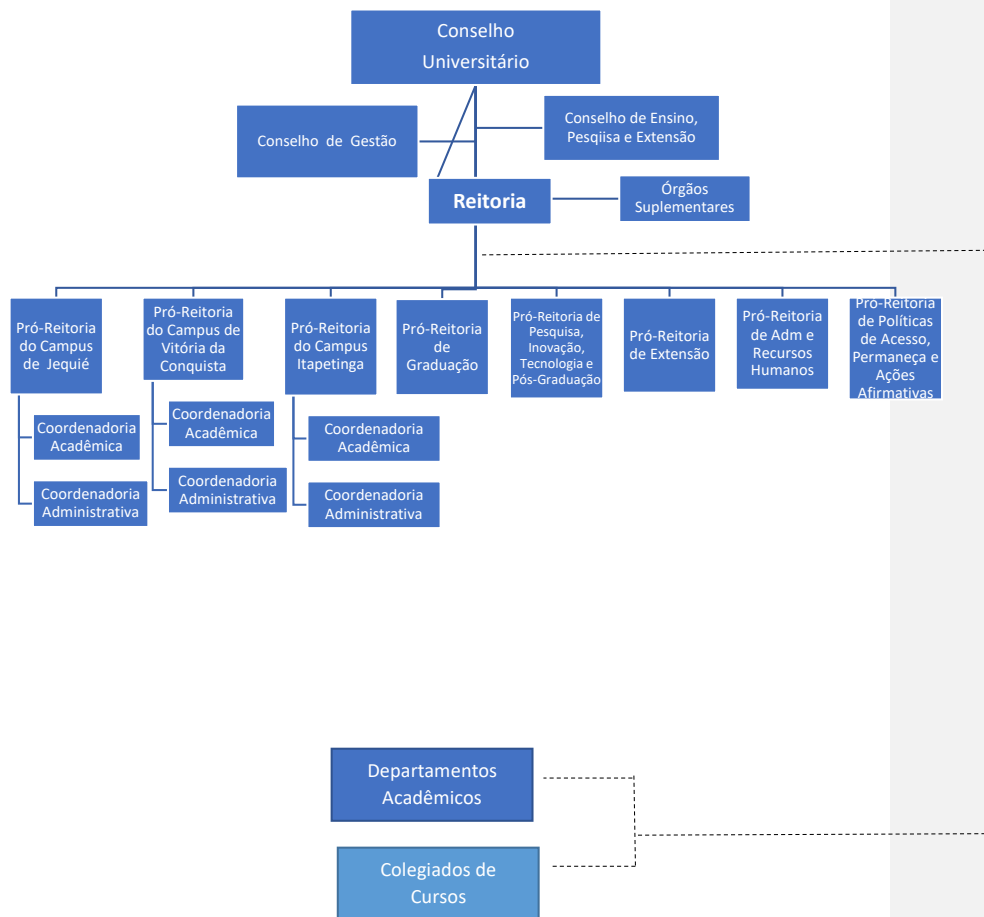 Conselho
Universitário
Conselho de Gestão
Conselho de Ensino,
Pesqiisa e Extensão
Reitoria
Órgãos
Suplementares
Pró-Reitoria
do Campus
de Jequié
Pró-Reitoria
do Campus de
Vitória da
Conquista
Pró-Reitoria
do Campus
Itapetinga
Pró-Reitoria
de
Graduação
Pró-Reitoria de
Pesquisa,
Inovação,
Tecnologia e
Pós-Graduação
Pró-Reitoria
de Extensão
Pró-Reitoria
de Adm e
Recursos
Humanos
Pró-Reitoria
de Políticas
de Acesso,
Permaneça e
Ações
Afirmativas
Coordenadoria
Acadêmica
Coordenadoria
Administrativa
Coordenadoria
Acadêmica
Coordenadoria
Administrativa
Coordenadoria
Acadêmica
Coordenadoria
Administrativa
Departamentos
Acadêmicos
Colegiados de
Cursos